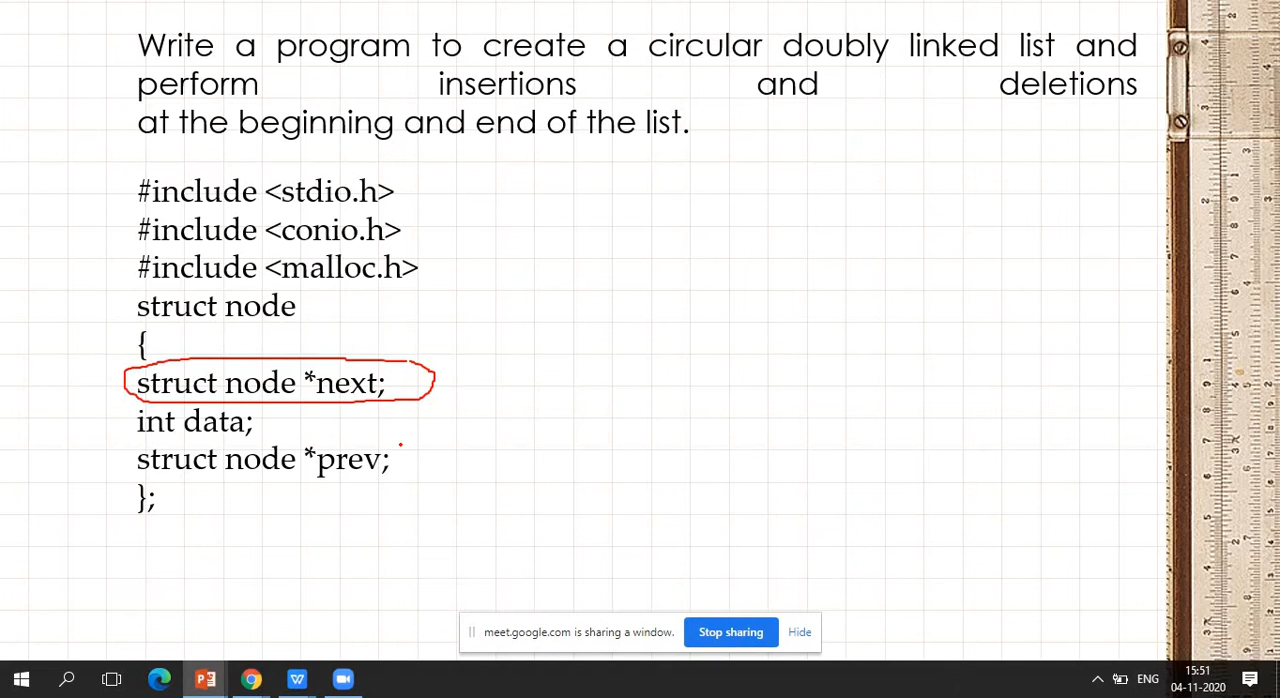 Write a program to create a circular doubly linked list and
perform insertions and deletions
at the beginning and end of the list.
#include <stdio.h>
#include <conio.h>
#include <malloc.h>
struct node
{
struct node *next;
int data;
struct node *prev;
};
meet.google.com is sharing a window. Stop sharing Hide
ENG
15:51
04-11-2020